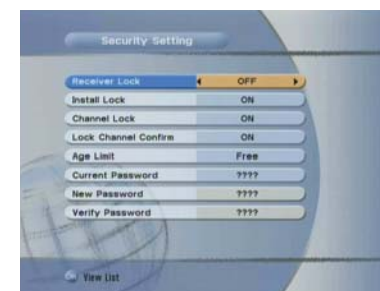 Security Setting
Receiver Lock OFF
Install Lock ON
Channel Lock ON
Lock Channel Confirm ON
Age Limit Free
Current Password ????
New Password ????
Verify Password ????
View List